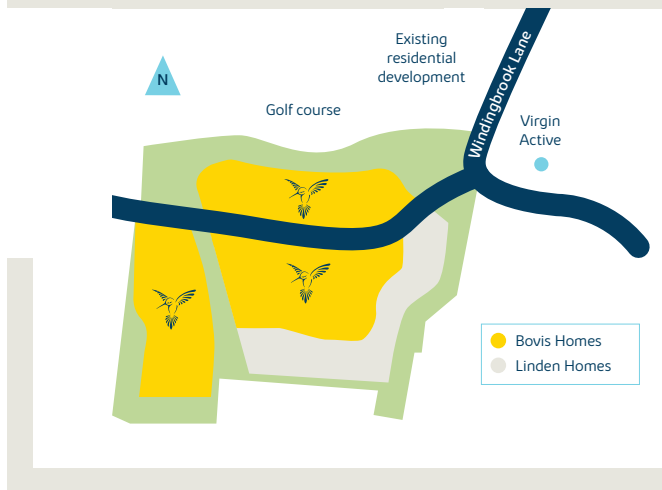 Existing
residential
development
N
Golf course
Windingbrook Lane
Virgin
Active
Bovis Homes
Linden Homes